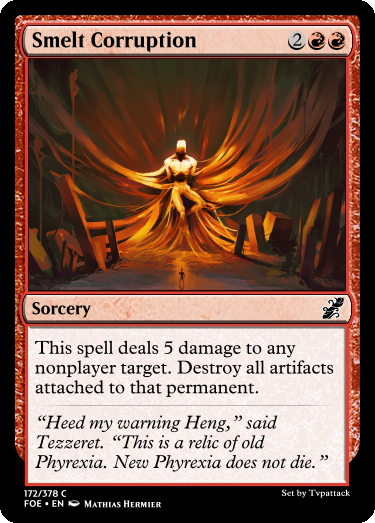 Smelt Corruption 2
Sorcery
This spell deals 5 damage to any
nonplayer target. Destroy all artifacts
attached to that permanent.
“Heed my warning Heng,” said
Tezzeret. “This is a relic of old
Phyrexia. New Phyrexia does not die.”
172/378 C Set by Tvpattack
FOE • EN Mathias Hermier